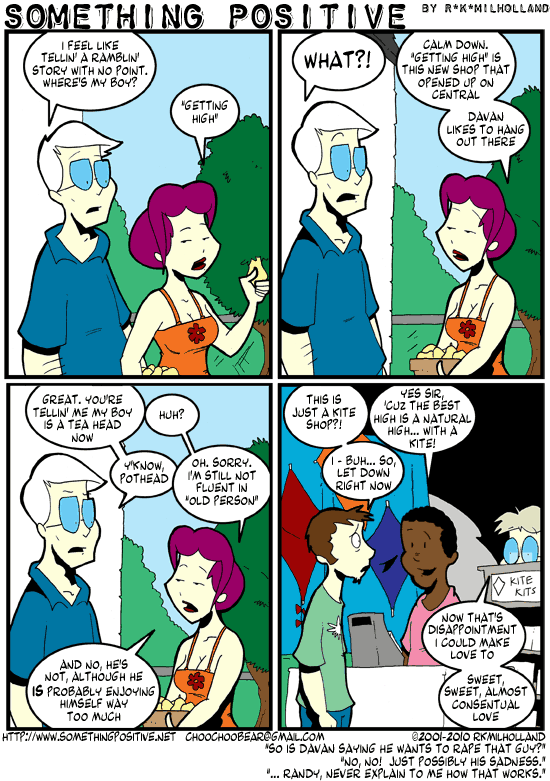 SOMETHING POSITIVE BY R*K*MILHOLLAND
I FEEL LIKE
TELLIN' A RAMBLIN'
STORY WITH NO POINT.
WHERE'S MY BOY?
"GETTING
HIGH"
WHAT?!
CALM DOWN.
"GETTING HIGH" IS
THIS NEW SHOP THAT
OPENED UP ON
CENTRAL
DAVAN
LIKES TO HANG
OUT THERE
GREAT. YOU'RE
TELLIN' ME MY BOY
IS A TEA HEAD
NOW
HUH?
Y'KNOW,
POTHEAD
OH. SORRY.
I'M STILL NOT
FLUENT IN
"OLD PERSON"
AND NO, HE'S
NOT, ALTHOUGH HE
IS PROBABLY ENJOYING
HIMSELF WAY
TOO MUCH
THIS IS
JUST A KITE
SHOP??!
YES SIR,
'CUZ THE BEST
HIGH IS A NATURAL
HIGH... WITH A
KITE!
I - BUH... SO,
LET DOWN
RIGHT NOW
KITE
KITS
NOW THAT'S
DISAPPOINTMENT
I COULD MAKE
LOVE TO
SWEET,
SWEET, ALMOST
CONSENTUAL
LOVE
HTTP://WWW.SOMETHINGPOSITIVE.NET CHOOCHOOBEAR@GMAIL.COM ©2001-2010 RKMILHOLLAND
"SO IS DAVAN SAYING HE WANTS TO RAPE THAT GUY?"
"NO, NO! JUST POSSIBLY HIS SADNESS."
"... RANDY, NEVER EXPLAIN TO ME HOW THAT WORKS."